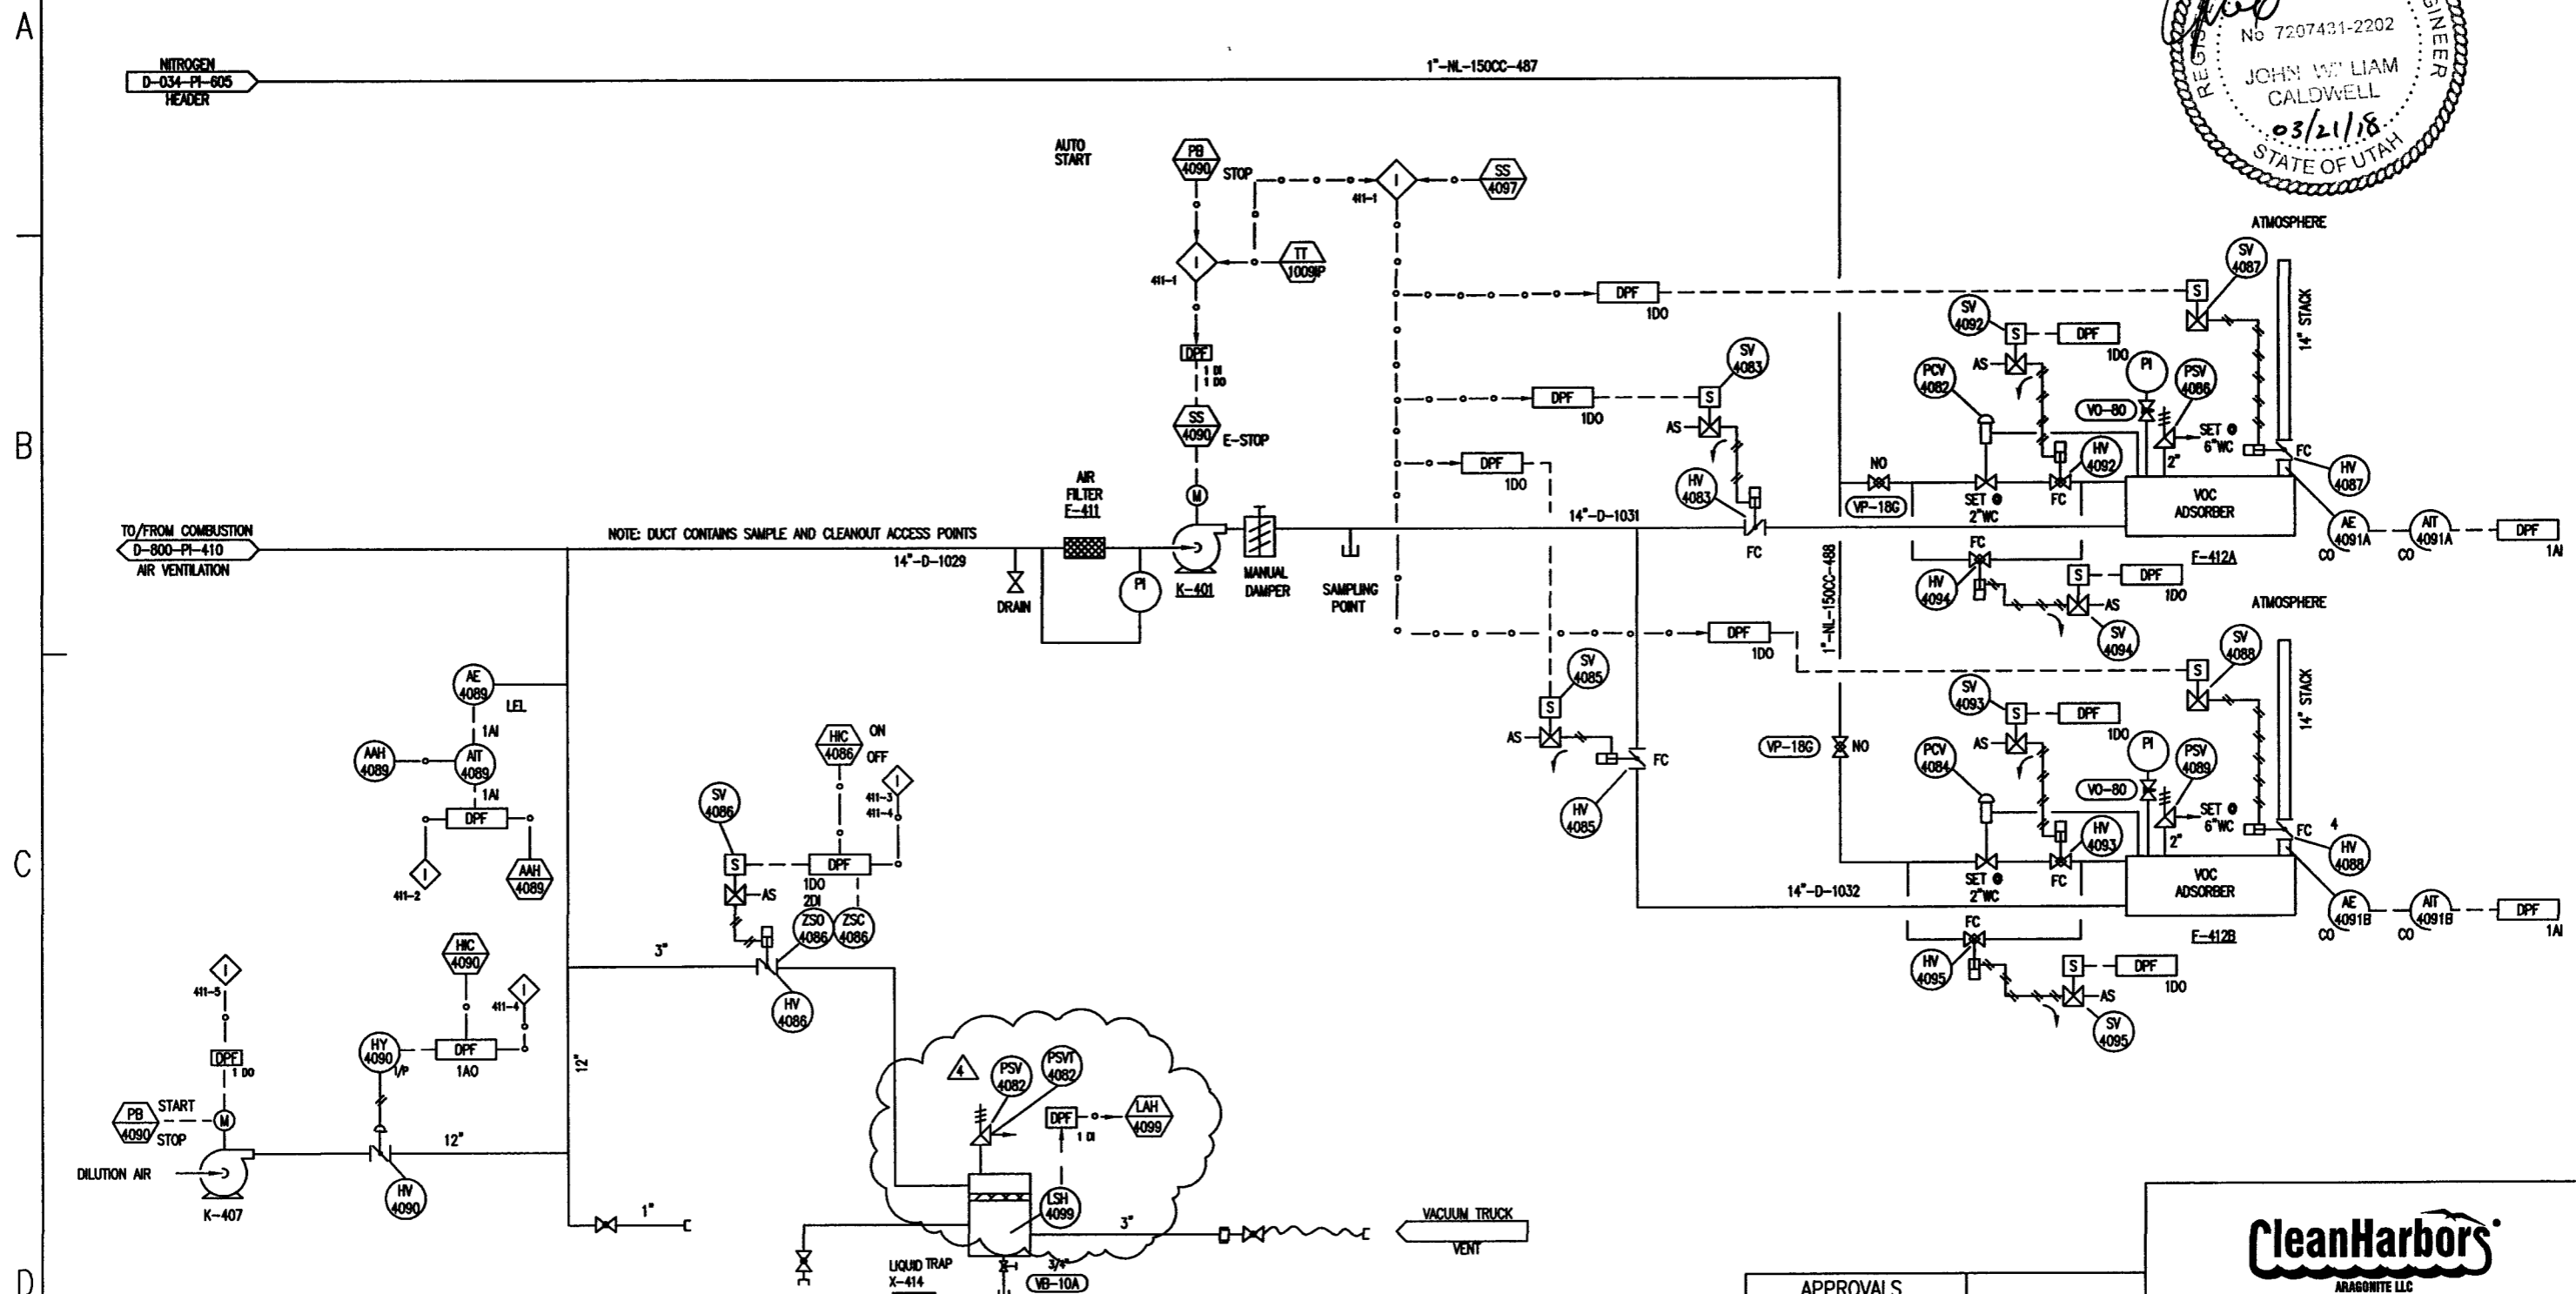 A
NITROGEN
D-034-PI-605
HEADER
1"-NL-150CC-487
No 7207431-2202
JOHN
CALDWELL
03/21/18
STATE OF UTAH
AUTO
START
PB
4090
STOP
I
411-1
SS
4097
I
411-1
TT
1009IP
DPF
1 DI
1 DO
SS
4090
E-STOP
M
ATMOSPHERE
SV
4087
S
14" STACK
DPF
1DO
SV
4092
S
DPF
1DO
AS
PCV
4082
PI
PSV
4086
VO-80
SET @
6"WC
2"
FC
HV
4087
HV
4092
SV
4083
S
DPF
1DO
AS
HV
4083
FC
DPF
1DO
B
NO
VP-18G
SET @
2"WC
FC
VOC
ADSORBER
F-412A
AE
4091A
CO
AIT
4091A
CO
DPF
1AI
AIR
FILTER
F-411
TO/FROM COMBUSTION
D-800-PI-410
AIR VENTILATION
NOTE: DUCT CONTAINS SAMPLE AND CLEANOUT ACCESS POINTS
14"-D-1029
DRAIN
PI
K-401
MANUAL
DAMPER
SAMPLING
POINT
14"-D-1031
1"-NL-150CC-488
FC
HV
4094
S
DPF
1DO
AS
SV
4094
ATMOSPHERE
DPF
1DO
SV
4088
S
14" STACK
AE
4089
LEL
1AI
AAH
4089
AIT
4089
1AI
DPF
I
411-2
AAH
4089
SV
4085
S
AS
FC
HV
4085
VP-18G
NO
SV
4093
S
DPF
1DO
AS
PCV
4084
PI
PSV
4089
VO-80
SET @
6"WC
2"
FC
4
HV
4088
HV
4093
SET @
2"WC
FC
VOC
ADSORBER
F-412B
AE
4091B
CO
AIT
4091B
CO
DPF
1AI
14"-D-1032
FC
HV
4095
S
DPF
1DO
AS
SV
4095
C
HIC
4086
ON
OFF
I
411-3
411-4
SV
4086
S
DPF
1DO
2DI
AS
ZSO
4086
ZSC
4086
3"
HV
4086
I
411-5
DPF
1 DO
HIC
4090
I
411-4
HY
4090
I/P
DPF
1AO
12"
PB
4090
START
STOP
M
12"
DILUTION AIR
K-407
HV
4090
1"
4
PSV
4082
PSVT
4082
DPF
1 DI
LAH
4099
LSH
4099
3"
VACUUM TRUCK
VENT
LIQUID TRAP
X-414
3/4"
VB-10A
D
APPROVALS
CleanHarbors
ARAGONITE LLC